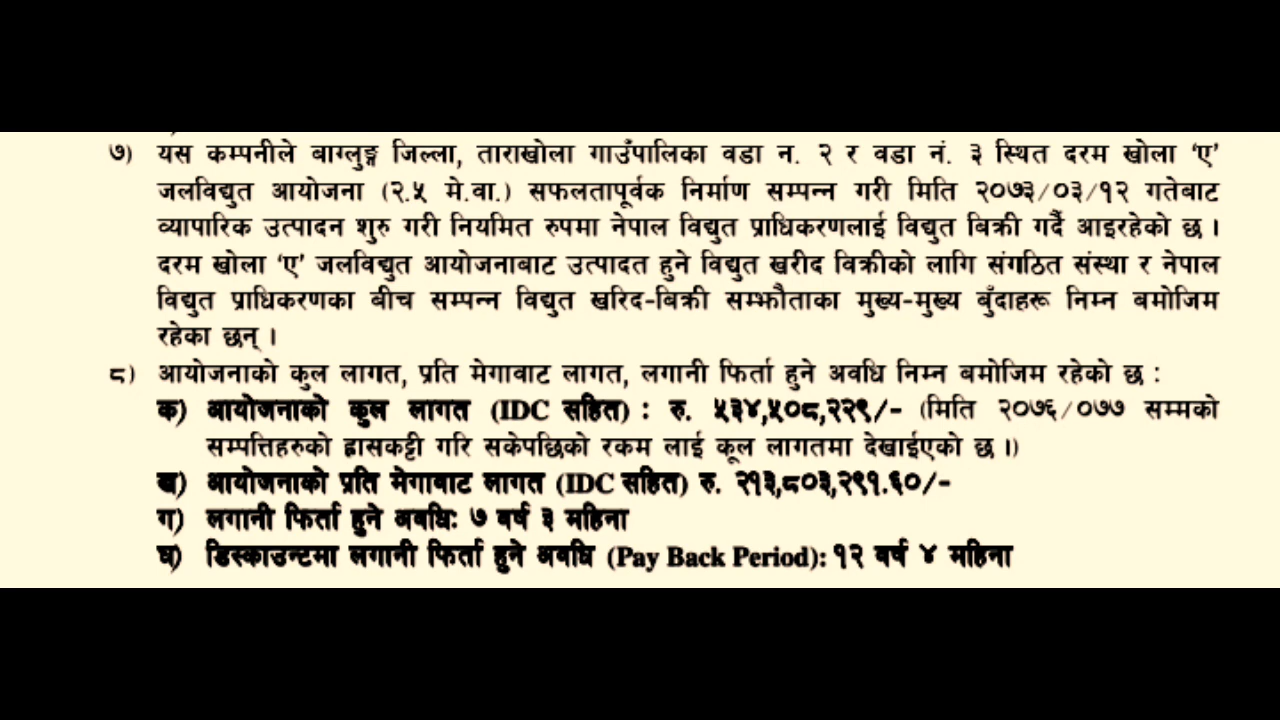 ७) यस कम्पनीले बाग्लुङ्ग जिल्ला, ताराखोला गाउँपालिका वडा न. २ र वडा नं. ३ स्थित दरम खोला ‘ए’
जलविद्युत आयोजना (२.५ मे.वा.) सफलतापूर्वक निर्माण सम्पन्न गरी मिति २०७३/०३/१२ गतेबाट
व्यापारिक उत्पादन शुरु गरी नियमित रुपमा नेपाल विद्युत प्राधिकरणलाई विद्युत बिक्री गर्दै आइरहेको छ ।
दरम खोला ‘ए’ जलविद्युत आयोजनाबाट उत्पादत हुने विद्युत खरीद विक्रीको लागि संगठित संस्था र नेपाल
विद्युत प्राधिकरणका बीच सम्पन्न विद्युत खरिद-बिक्री सम्झौताका मुख्य-मुख्य बुँदाहरू निम्न बमोजिम
रहेका छन् ।
८) आयोजनाको कुल लागत, प्रति मेगावाट लागत, लगानी फिर्ता हुने अवधि निम्न बमोजिम रहेको छ :
क) आयोजनाको कुल लागत (IDC सहित) : रु. ५३४,५०८,२२९/- (मिति २०७६/०७७ सम्मको
सम्पत्तिहरुको ह्रासकट्टी गरि सकेपछिको रकम लाई कूल लागतमा देखाईएको छ ।)
ख) आयोजनाको प्रति मेगावाट लागत (IDC सहित) रु. २१३,८०३,२९१.६०/-
ग) लगानी फिर्ता हुने अवधिः ७ वर्ष ३ महिना
घ) डिस्काउन्टमा लगानी फिर्ता हुने अवधि (Pay Back Period): १२ वर्ष ४ महिना